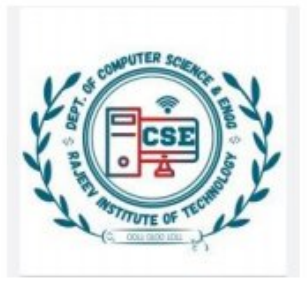 DEPT. OF COMPUTER SCIENCE & ENGG
CSE
RAJEEV INSTITUTE OF TECHNOLOGY